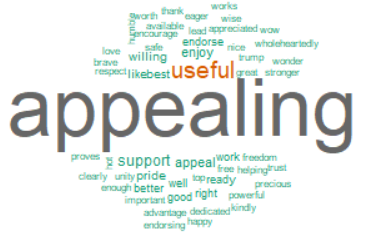 works
thank eager
worth wise
humble available lead appreciated wow
encourage endorse
love safe nice wholeheartedly
willing enjoy
brave trump wonder
respect likebest useful great stronger
appealing
proves hot support appeal work freedom
free helping trust
clearly unity pride top ready
enough better well precious
important good right powerful
advantage dedicated kindly
endorsing happy